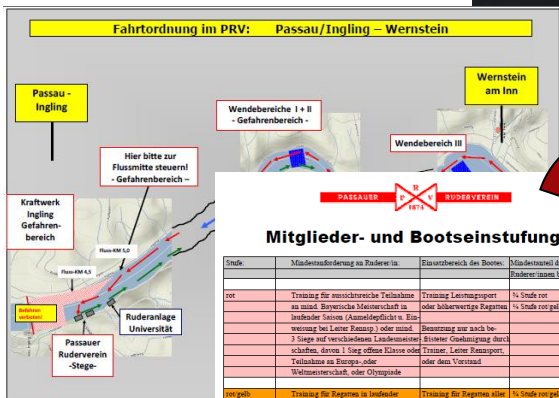 Fahrtordnung im PRV: Passau/Ingling – Wernstein
Passau -
Ingling
Wendebereiche I + II
- Gefahrenbereich -
Wernstein
am Inn
Wendebereich III
Hier bitte zur
Flussmitte steuern!
- Gefahrenbereich –
Kraftwerk
Ingling
Gefahren-
bereich
Fluss-KM 5,0
Fluss-KM 4,5
Befahren
verboten!
Passauer
Ruderverein
-Stege-
Ruderanlage
Universität
PASSAUER P R V 1874 RUDERVEREIN
Mitglieder- und Bootseinstufung
Stufe: Mindestanforderung an Ruderer/in: Einsatzbereich des Bootes: Mindestanteil d
Ruderer/innen b
rot Training für aussichtsreiche Teilnahme Training Leistungssport ¾ Stufe rot
an mind. Bayerische Meisterschaft in oder höherwertige Regatten ¼ Stufe rot/gel
laufender Saison (Anmeldepflicht u. Ein-
weisung bei Leiter Rennsp.) oder mind. Benutzung nur nach be-
3 Siege auf verschiedenen Landesmeister- fristeter Gnehmigung durch
schaften, davon 1 Sieg offene Klasse oder Trainer, Leiter Rennsport,
Teilnahme an Europa-,oder oder dem Vorstand
Weltmeisterschaft, oder Olympiade
rot/gelb Training für Regatten in laufender Training für Regatten aller ¾ Stufe rot/gel